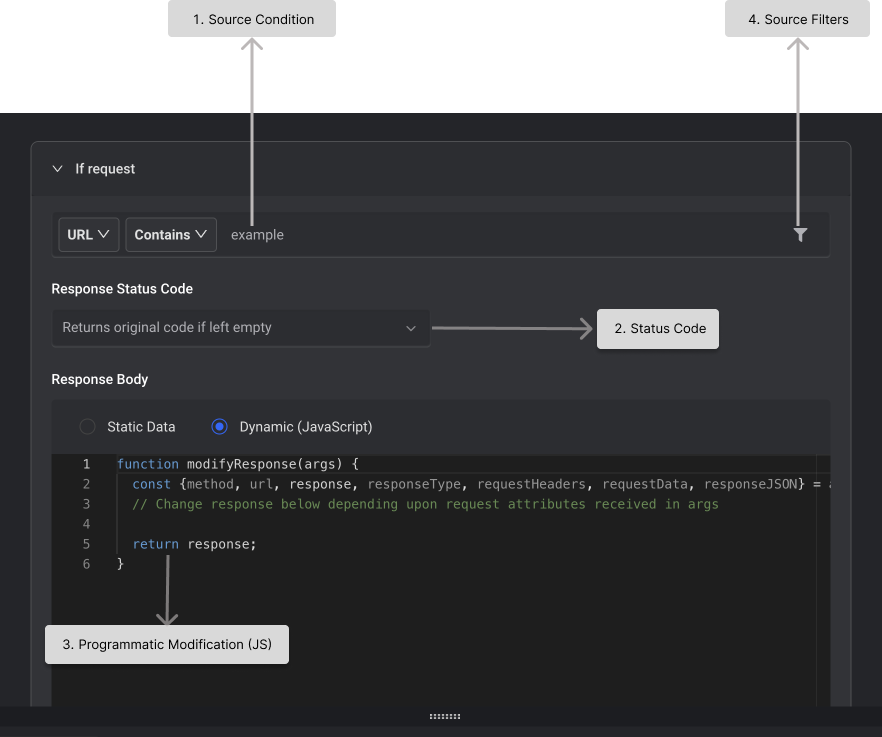 1. Source Condition
4. Source Filters
If request
URL Contains example
Response Status Code
Returns original code if left empty
2. Status Code
Response Body
Static Data Dynamic (JavaScript)
1 function modifyResponse(args) {
2 const {method, url, response, responseType, requestHeaders, requestData, responseJSON} =
3 // Change response below depending upon request attributes received in args
4
5 return response;
6 }
3. Programmatic Modification (JS)